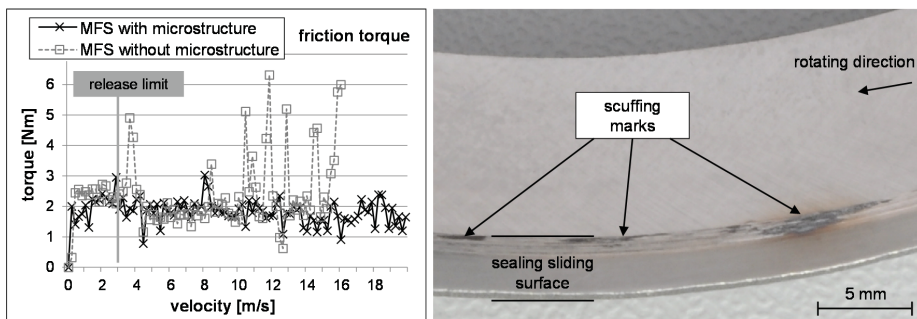 MFS with microstructure
MFS without microstructure
friction torque
release limit
torque [Nm]
6
5
4
3
2
1
0
0 2 4 6 8 10 12 14 16 18
velocity [m/s]
rotating direction
scuffing
marks
sealing sliding
surface
5 mm